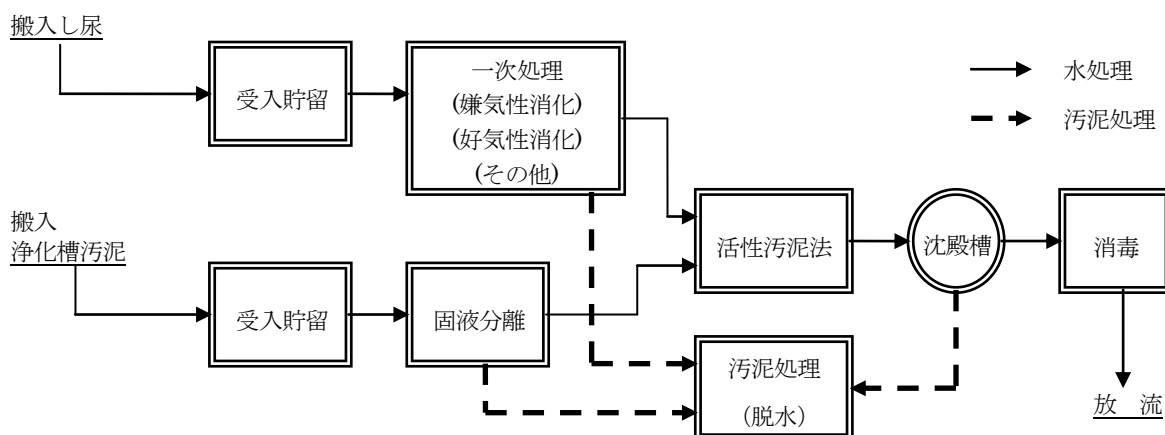 搬入し尿
受入貯留
一次処理
(嫌気性消化)
(好気性消化)
(その他)
水処理
汚泥処理
搬入
浄化槽汚泥
受入貯留
固液分離
活性汚泥法
沈殿槽
消毒
汚泥処理
（脱水）
放　流